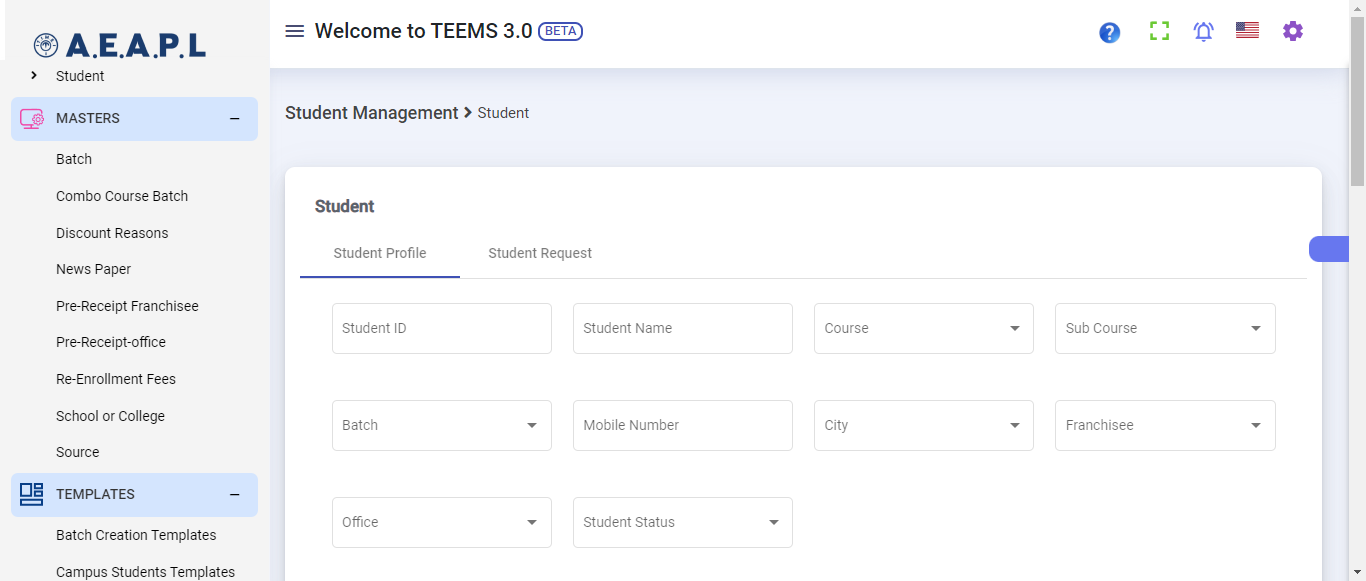 A.E.A.P.L
Student
MASTERS
Batch
Combo Course Batch
Discount Reasons
News Paper
Pre-Receipt Franchisee
Pre-Receipt-office
Re-Enrollment Fees
School or College
Source
TEMPLATES
Batch Creation Templates
Campus Students Templates
Welcome to TEEMS 3.0 BETA
Student Management Student
Student
Student Profile Student Request
Student ID Student Name Course Sub Course
Batch Mobile Number City Franchisee
Office Student Status